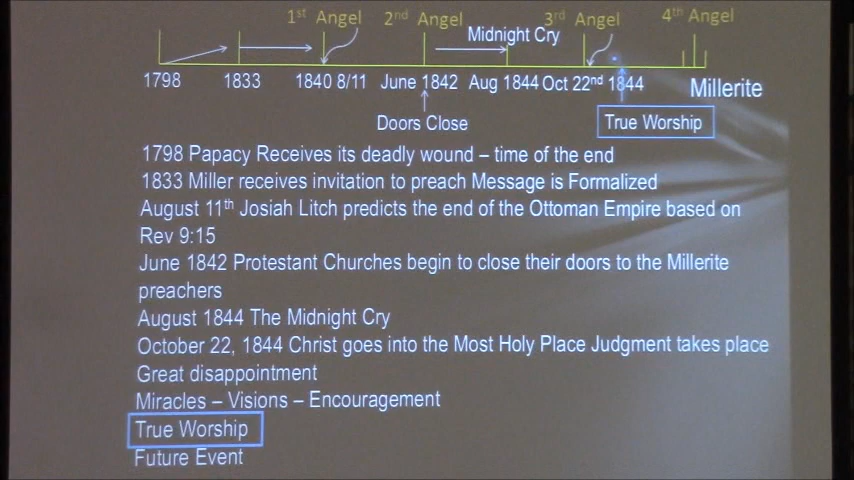 1st Angel 2nd Angel 3rd Angel 4th Angel
Midnight Cry
1798 1833 1840 8/11 June 1842 Aug 1844 Oct 22nd 1844 Millerite
Doors Close True Worship
1798 Papacy Receives its deadly wound – time of the end
1833 Miller receives invitation to preach Message is Formalized
August 11th Josiah Litch predicts the end of the Ottoman Empire based on
Rev 9:15
June 1842 Protestant Churches begin to close their doors to the Millerite
preachers
August 1844 The Midnight Cry
October 22, 1844 Christ goes into the Most Holy Place Judgment takes place
Great disappointment
Miracles – Visions – Encouragement
True Worship
Future Event